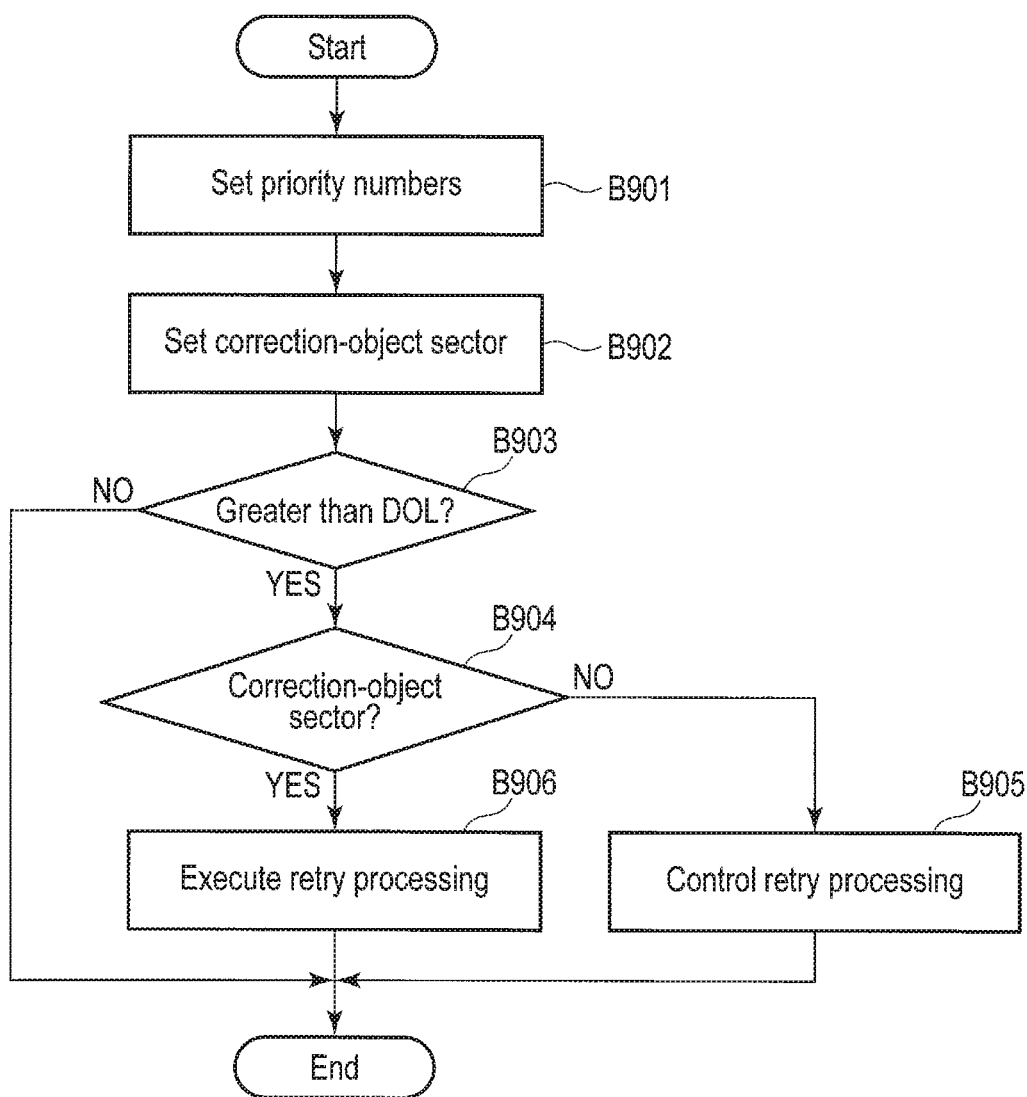 Start
Set priority numbers
B901
Set correction-object sector
B902
B903
NO
Greater than DOL?
YES
B904
NO
Correction-object
sector?
YES
B906
B905
Execute retry processing
Control retry processing
End